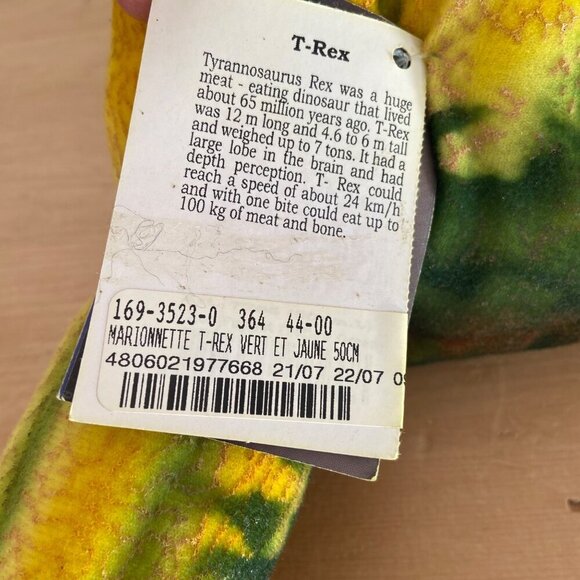 T-Rex
Tyrannosaurus Rex was a huge
meat - eating dinosaur that lived
about 65 million years ago. T-Rex
was 12 m long and 4.6 to 6 m tall
and weighed up to 7 tons. It had a
large lobe in the brain and had
depth perception. T- Rex could
reach a speed of about 24 km/h
and with one bite could eat up to
100 kg of meat and bone.
169-3523-0 364 44-00
MARIONNETTE T-REX VERT ET JAUNE 50CM
4806021977668 21/07 22/07